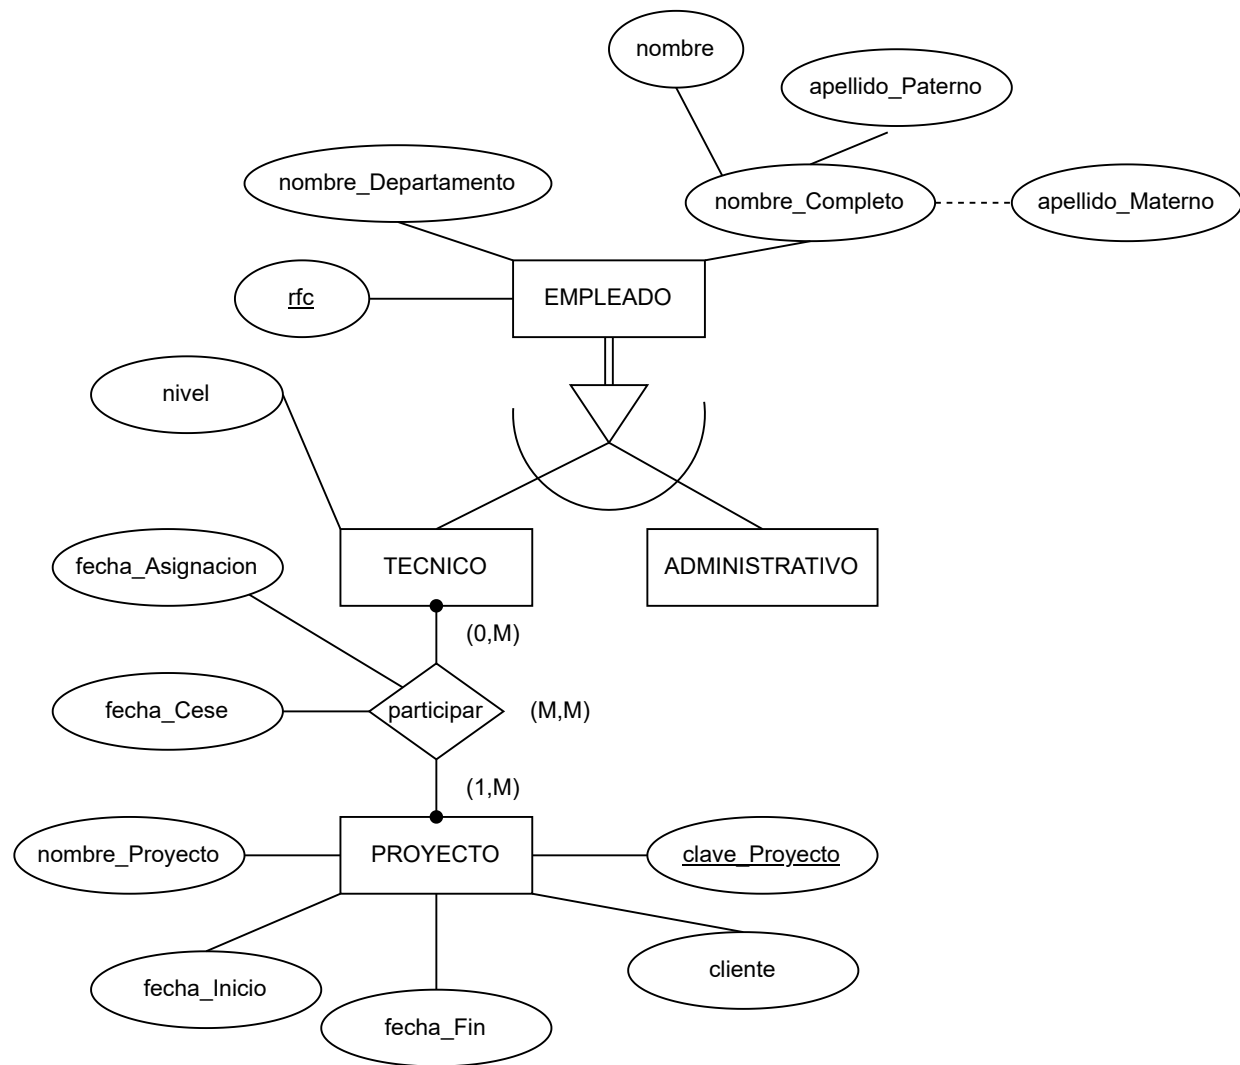 nombre
apellido_Paterno
nombre_Departamento
nombre_Completo
apellido_Materno
rfc
EMPLEADO
nivel
fecha_Asignacion
TECNICO
ADMINISTRATIVO
(0,M)
fecha_Cese
participar
(M,M)
(1,M)
nombre_Proyecto
PROYECTO
clave_Proyecto
cliente
fecha_Inicio
fecha_Fin